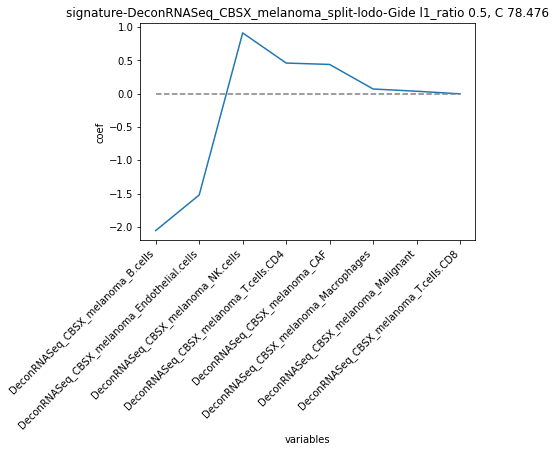 signature-DeconRNASeq_CBSX_melanoma_split-lodo-Gide l1_ratio 0.5, C 78.476
1.0
0.5
0.0
−0.5
−1.0
−1.5
−2.0
coef
DeconRNASeq_CBSX_melanoma_B.cells
DeconRNASeq_CBSX_melanoma_Endothelial.cells
DeconRNASeq_CBSX_melanoma_NK.cells
DeconRNASeq_CBSX_melanoma_T.cells.CD4
DeconRNASeq_CBSX_melanoma_CAF
DeconRNASeq_CBSX_melanoma_Macrophages
DeconRNASeq_CBSX_melanoma_Malignant
DeconRNASeq_CBSX_melanoma_T.cells.CD8
variables